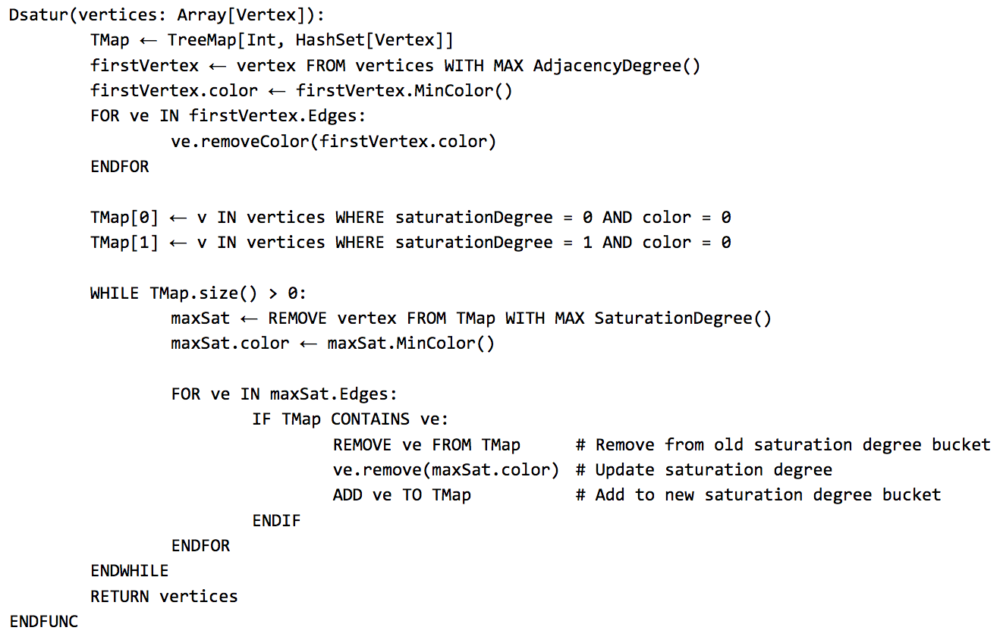 Dsatur(vertices: Array[Vertex]):
TMap ← TreeMap[Int, HashSet[Vertex]]
firstVertex ← vertex FROM vertices WITH MAX AdjacencyDegree()
firstVertex.color ← firstVertex.MinColor()
FOR ve IN firstVertex.Edges:
ve.removeColor(firstVertex.color)
ENDFOR
TMap[0] ← v IN vertices WHERE saturationDegree = 0 AND color = 0
TMap[1] ← v IN vertices WHERE saturationDegree = 1 AND color = 0
WHILE TMap.size() > 0:
maxSat ← REMOVE vertex FROM TMap WITH MAX SaturationDegree()
maxSat.color ← maxSat.MinColor()
FOR ve IN maxSat.Edges:
IF TMap CONTAINS ve:
REMOVE ve FROM TMap # Remove from old saturation degree bucket
ve.remove(maxSat.color) # Update saturation degree
ADD ve TO TMap # Add to new saturation degree bucket
ENDIF
ENDFOR
ENDWHILE
RETURN vertices
ENDFUNC